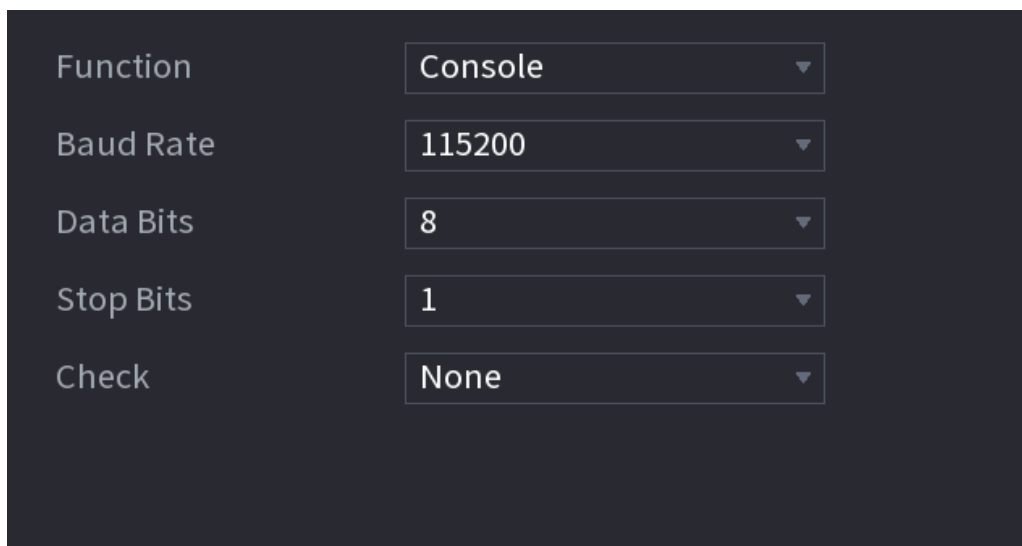 Function Console
Baud Rate 115200
Data Bits 8
Stop Bits 1
Check None